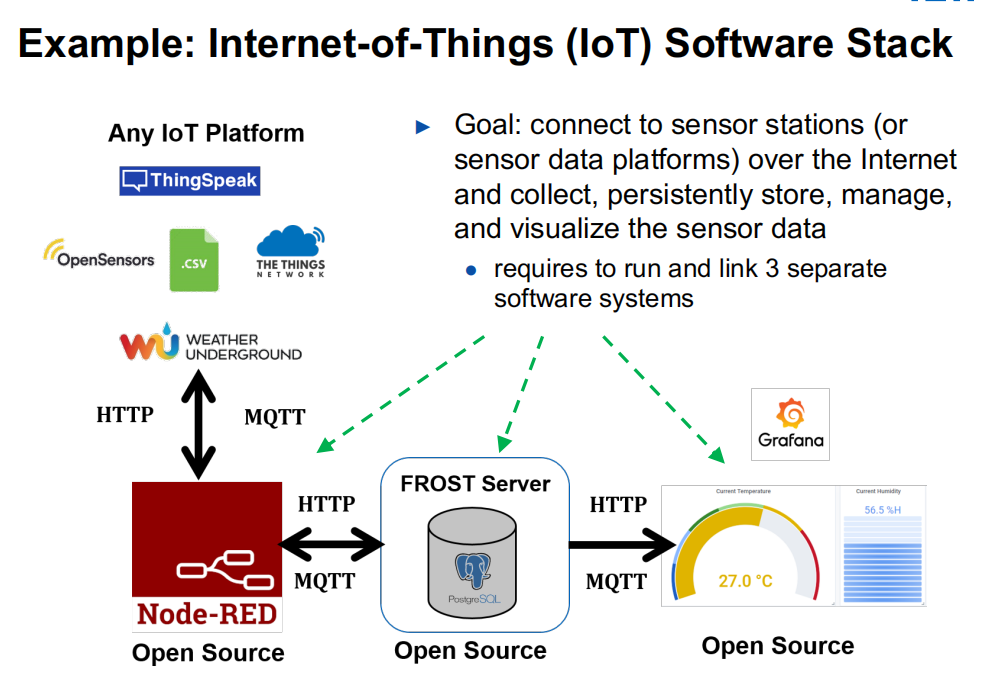 Example: Internet-of-Things (IoT) Software Stack
Any IoT Platform
ThingSpeak
OpenSensors
.CSV
THE THINGS
NETWORK
WU WEATHER
UNDERGROUND
► Goal: connect to sensor stations (or
sensor data platforms) over the Internet
and collect, persistently store, manage,
and visualize the sensor data
• requires to run and link 3 separate
software systems
HTTP
MQTT
Node-RED
Open Source
HTTP
MQTT
FROST Server
PostgreSQL
Open Source
HTTP
MQTT
Grafana
Current Temperature
27.0 °C
Current Humidity
56.5 %H
Open Source